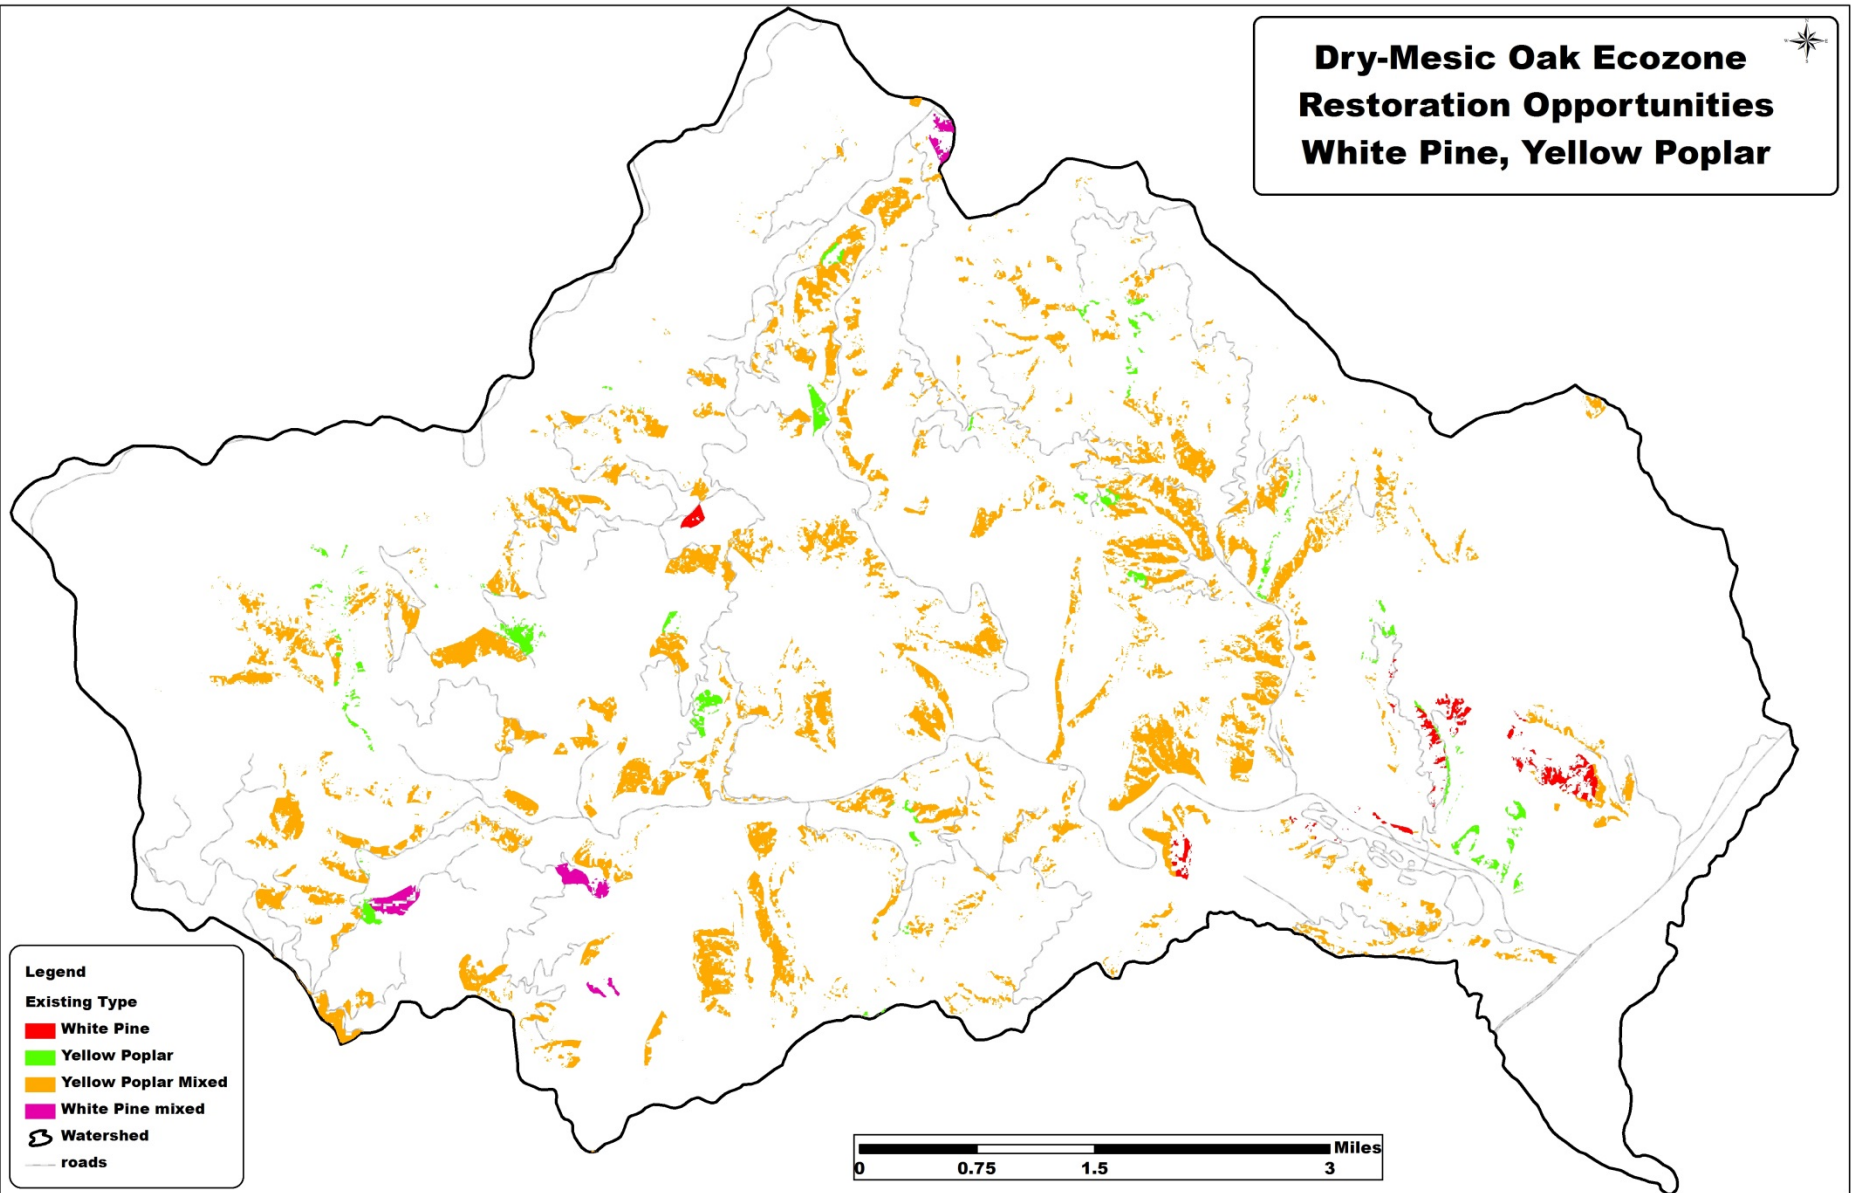 Dry-Mesic Oak Ecozone
Restoration Opportunities
White Pine, Yellow Poplar
Legend
Existing Type
White Pine
Yellow Poplar
Yellow Poplar Mixed
White Pine mixed
Watershed
roads
Miles
0 0.75 1.5 3